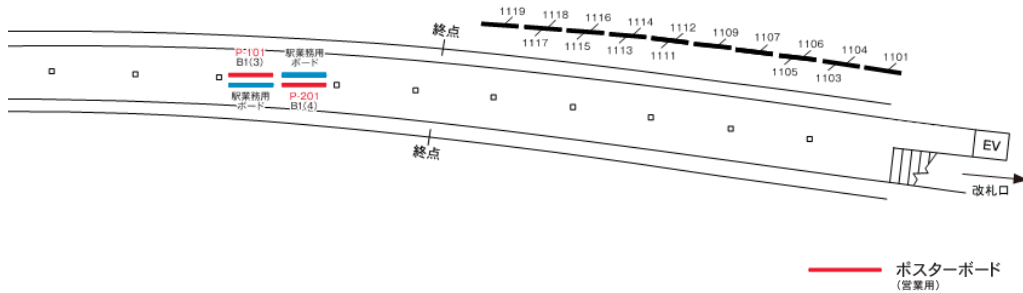 1119
1118
1116
1114
1112
1109
1107
1106
1104
1101
1117
1115
1113
1111
1105
1103
終点
P-101
B1(3)
駅業務用
ボード
駅業務用
ボード
P-201
B1(4)
終点
EV
改札口
ポスターボード
(営業用)